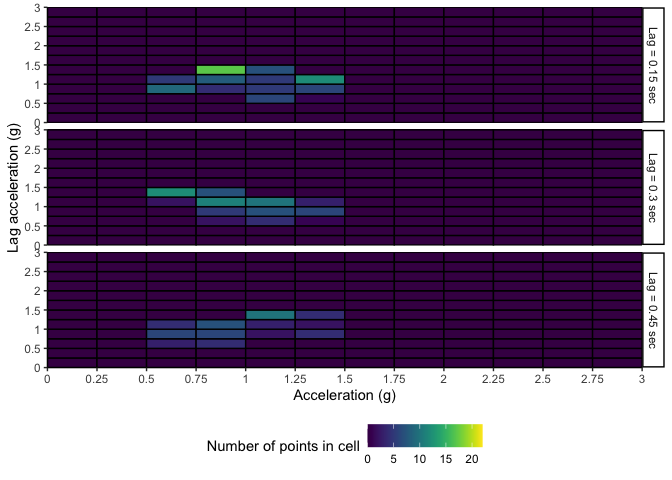 3
2.5
2
1.5
1
0.5
0
Lag = 0.15 sec
3
2.5
2
1.5
1
0.5
0
Lag = 0.3 sec
3
2.5
2
1.5
1
0.5
0
Lag = 0.45 sec
Lag acceleration (g)
0 0.25 0.5 0.75 1 1.25 1.5 1.75 2 2.25 2.5 2.75 3
Acceleration (g)
Number of points in cell
0 5 10 15 20